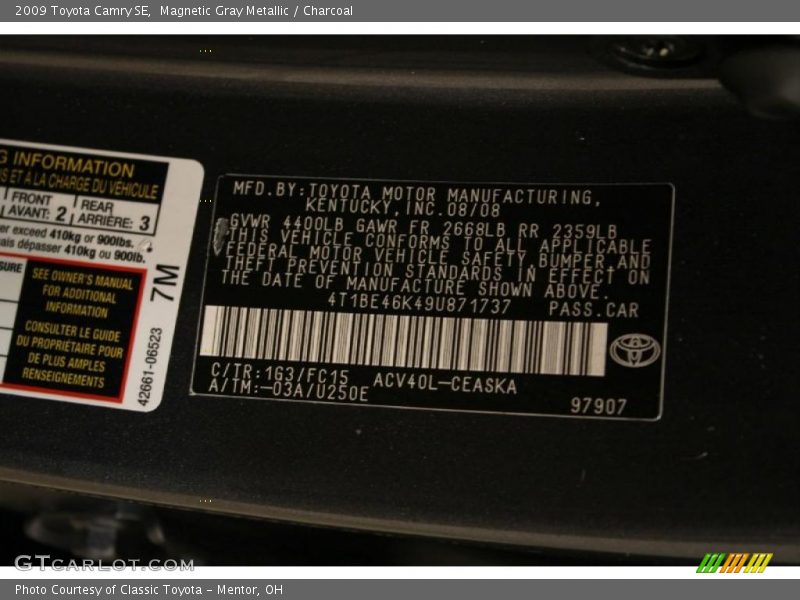 2009 Toyota Camry SE,  Magnetic Gray Metallic / Charcoal
G INFORMATION
NS ET À LA CHARGE DU VÉHICULE
FRONT
AVANT: 2
REAR
ARRIÈRE: 3
er exceed 410kg or 900lbs.
ais dépasser 410kg ou 900lb.
SURE
SEE OWNER'S MANUAL
FOR ADDITIONAL
INFORMATION
CONSULTER LE GUIDE
DU PROPRIÉTAIRE POUR
DE PLUS AMPLES
RENSEIGNEMENTS
7M
42661-06523
MFD.BY:TOYOTA MOTOR MANUFACTURING,
KENTUCKY,INC.08/08
GVWR 4400LB GAWR FR 2668LB RR 2359LB
THIS VEHICLE CONFORMS TO ALL APPLICABLE
FEDERAL MOTOR VEHICLE SAFETY,BUMPER AND
THEFT PREVENTION STANDARDS IN EFFECT ON
THE DATE OF MANUFACTURE SHOWN ABOVE.
4T1BE46K49U871737 PASS.CAR
C/TR:1G3/FC15 ACV40L-CEASKA
A/TM:-03A/U250E
97907
GTCARLOT.COM
Photo Courtesy of Classic Toyota - Mentor, OH